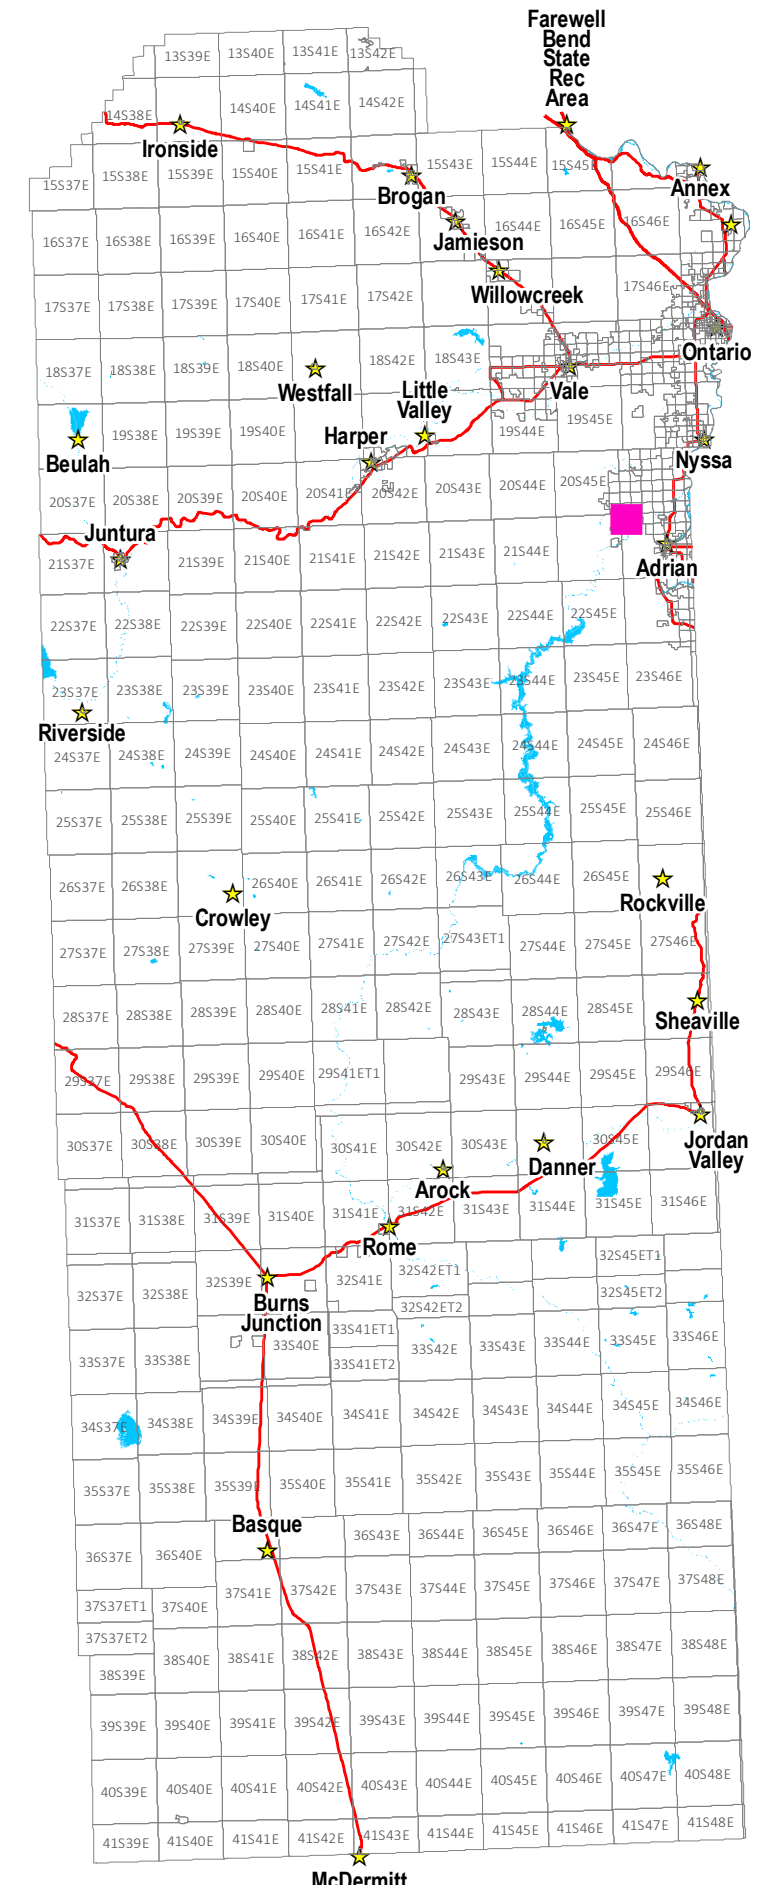 Farewell
Bend
State
Rec
Area
13S39E 13S40E 13S41E 13S42E
14S38E 14S40E 14S41E 14S42E
Ironside
15S37E 15S38E 15S39E 15S40E 15S41E 15S43E 15S44E 15S45E
Brogan
Annex
16S37E 16S38E 16S39E 16S40E 16S41E 16S42E 16S44E 16S45E 16S46E
Jamieson
17S37E 17S38E 17S39E 17S40E 17S41E 17S42E 17S46E
Willowcreek
Ontario
18S37E 18S38E 18S39E 18S40E 18S42E 18S43E
Westfall
Vale
Little
Valley
19S38E 19S39E 19S40E 19S44E 19S45E
Harper
Beulah
Nyssa
20S37E 20S38E 20S39E 20S40E 20S41E 20S42E 20S43E 20S44E 20S45E
Juntura
21S37E 21S39E 21S40E 21S41E 21S42E 21S43E 21S44E
Adrian
22S37E 22S38E 22S39E 22S40E 22S41E 22S42E 22S43E 22S44E 22S45E
23S37E 23S38E 23S39E 23S40E 23S41E 23S42E 23S43E 23S44E 23S45E 23S46E
Riverside
24S37E 24S38E 24S39E 24S40E 24S41E 24S42E 24S43E 24S44E 24S45E 24S46E
25S37E 25S38E 25S39E 25S40E 25S41E 25S42E 25S43E 25S44E 25S45E 25S46E
26S37E 26S38E 26S40E 26S41E 26S42E 26S43E 26S44E 26S45E
Crowley
Rockville
27S37E 27S38E 27S39E 27S40E 27S41E 27S42E 27S43ET1 27S44E 27S45E 27S46E
28S37E 28S38E 28S39E 28S40E 28S41E 28S42E 28S43E 28S44E 28S45E
Sheaville
29S37E 29S38E 29S39E 29S40E 29S41ET1 29S43E 29S44E 29S45E 29S46E
30S37E 30S38E 30S39E 30S40E 30S41E 30S42E 30S43E 30S45E
Jordan
Valley
Danner
Arock
31S37E 31S38E 31S39E 31S40E 31S41E 31S42E 31S43E 31S44E 31S45E 31S46E
Rome
32S37E 32S38E 32S39E 32S41E 32S42ET1 32S45ET1
32S42ET2 32S45ET2
Burns
Junction
33S37E 33S38E 33S40E 33S41ET1 33S42E 33S43E 33S44E 33S45E 33S46E
33S41ET2
34S37E 34S38E 34S39E 34S40E 34S41E 34S42E 34S43E 34S44E 34S45E 34S46E
35S37E 35S38E 35S39E 35S40E 35S41E 35S42E 35S43E 35S44E 35S45E 35S46E
Basque
36S37E 36S40E 36S43E 36S44E 36S45E 36S46E 36S47E 36S48E
37S37ET1 37S40E 37S41E 37S42E 37S43E 37S44E 37S45E 37S46E 37S47E 37S48E
37S37ET2
38S39E 38S40E 38S41E 38S42E 38S43E 38S44E 38S45E 38S46E 38S47E 38S48E
39S39E 39S40E 39S41E 39S42E 39S43E 39S44E 39S45E 39S46E 39S47E 39S48E
40S39E 40S40E 40S41E 40S42E 40S43E 40S44E 40S45E 40S46E 40S47E 40S48E
41S39E 41S40E 41S41E 41S42E 41S43E 41S44E 41S45E 41S46E 41S47E 41S48E
McDermitt